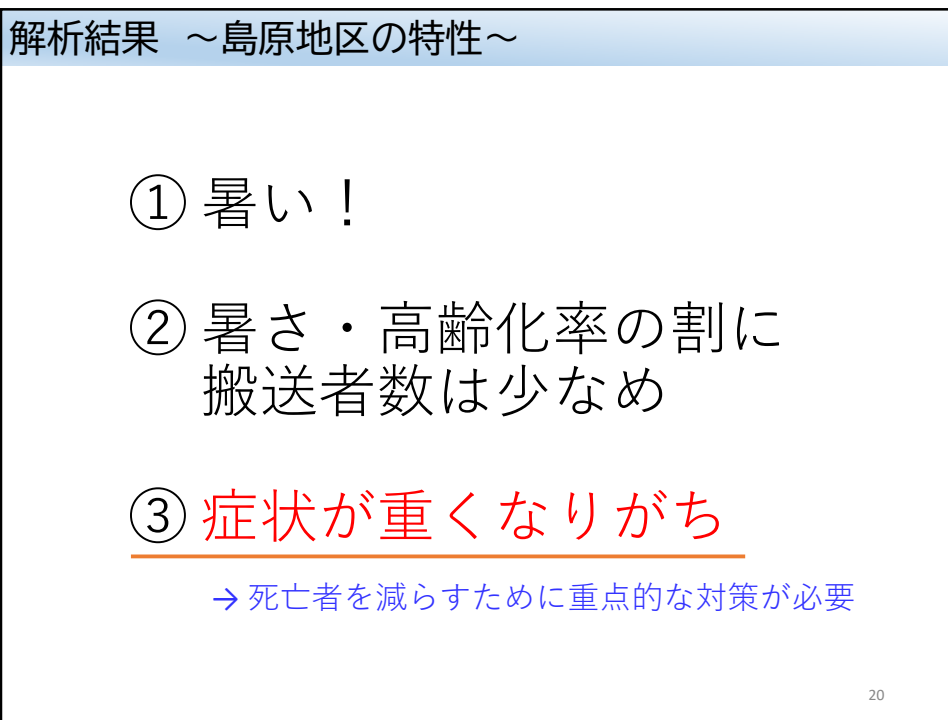 解析結果 ~島原地区の特性~
① 暑い!
② 暑さ・高齢化率の割に
搬送者数は少なめ
③ 症状が重くなりがち
→ 死亡者を減らすために重点的な対策が必要
20